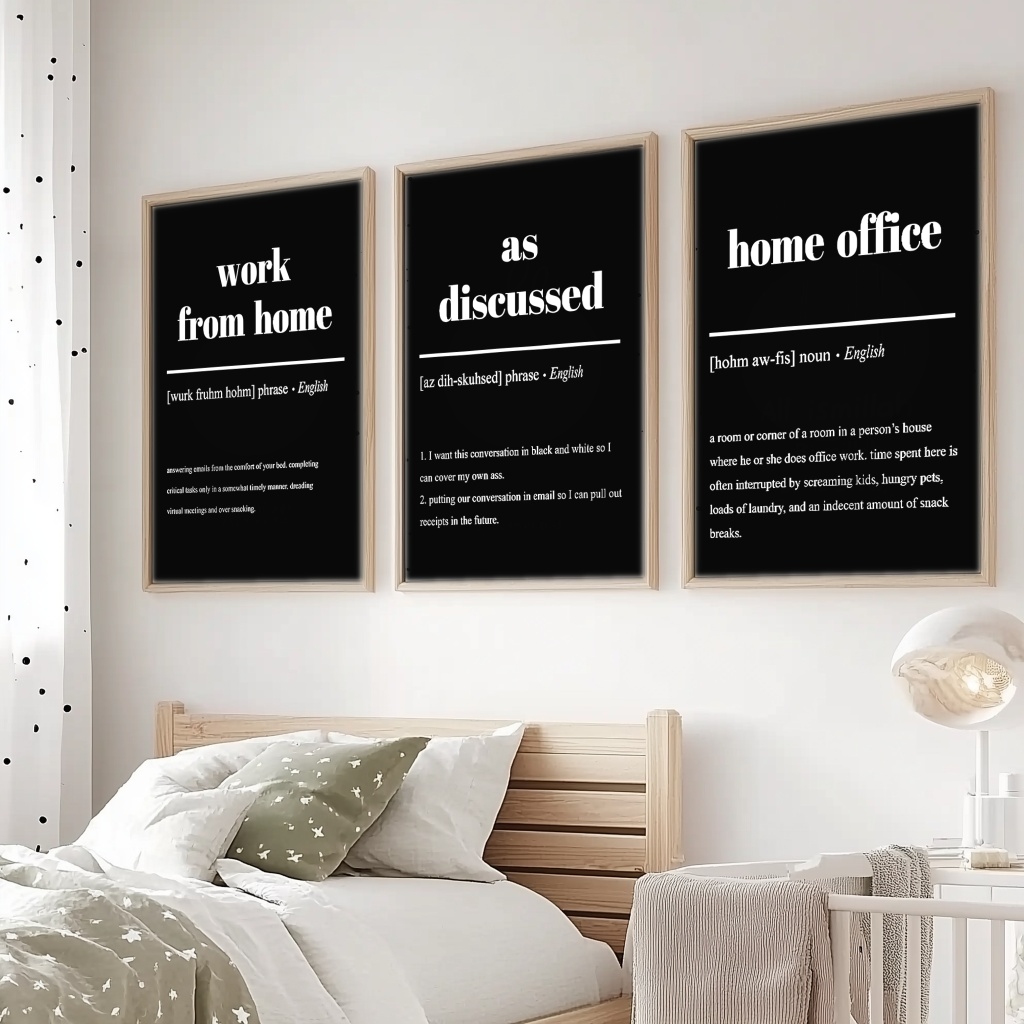 work
from home
[wurk fruhm hohm] phrase • English
answering emails from the comfort of your bed. completing
critical tasks only in a somewhat timely manner. dreading
virtual meetings and over snacking.
as
discussed
[az dih-skuhsed] phrase • English
1. I want this conversation in black and white so I
can cover my own ass.
2. putting our conversation in email so I can pull out
receipts in the future.
home office
[hohm aw-fis] noun • English
a room or corner of a room in a person's house
where he or she does office work. time spent here is
often interrupted by screaming kids, hungry pets,
loads of laundry, and an indecent amount of snack
breaks.